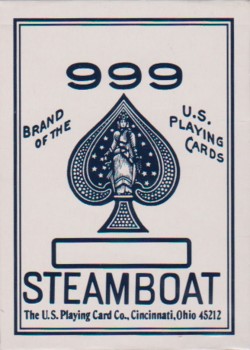 999
BRAND
OF THE
U.S.
PLAYING
CARDS
STEAMBOAT
The U.S. Playing Card Co., Cincinnati, Ohio 45212